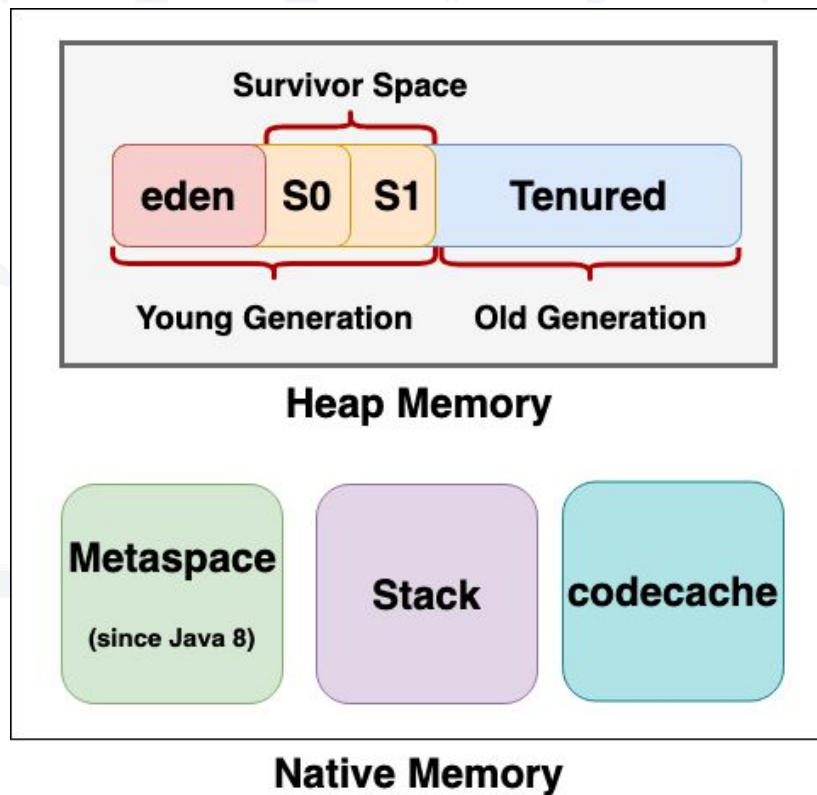 Survivor Space
eden
S0
S1
Tenured
Young Generation
Old Generation
Heap Memory
Metaspace
(since Java 8)
Stack
codecache
Native Memory